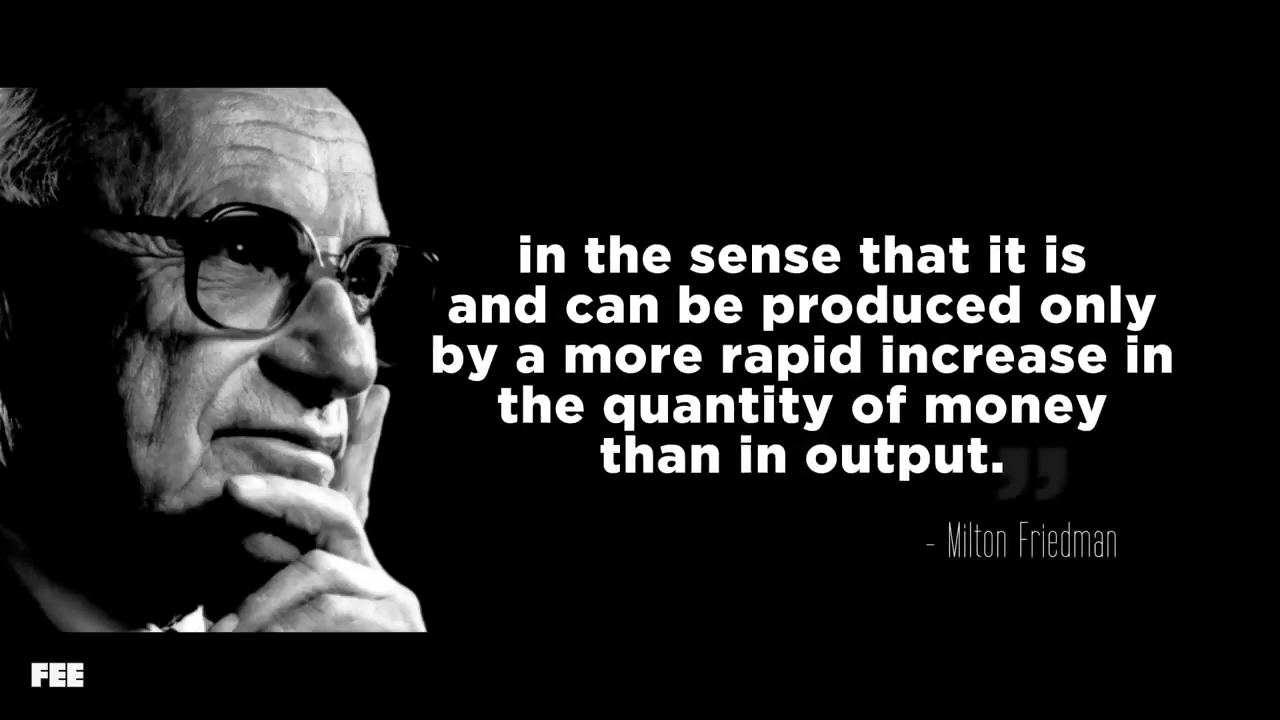 in the sense that it is
and can be produced only
by a more rapid increase in
the quantity of money
than in output.”
- Milton Friedman
FEE